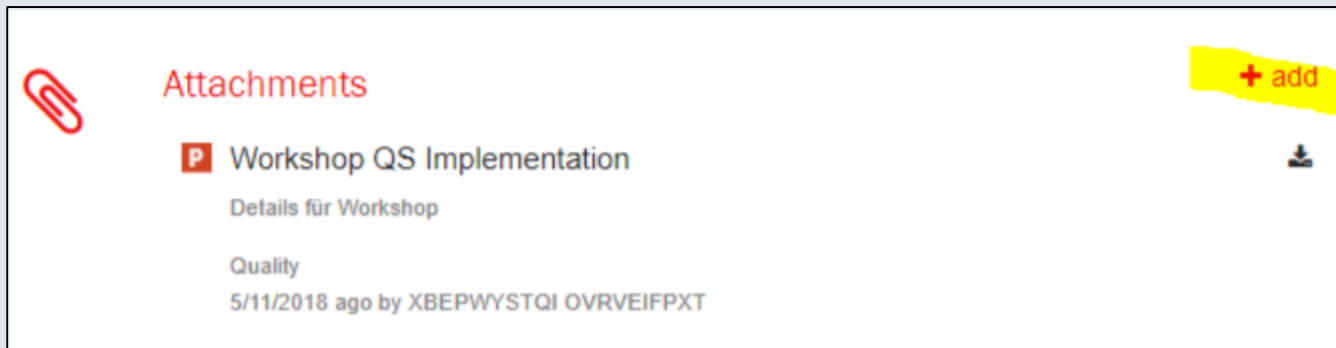 Attachments
+ add
P Workshop QS Implementation
Details für Workshop
Quality
5/11/2018 ago by XBEPWYSTQI OVRVEIFPXT